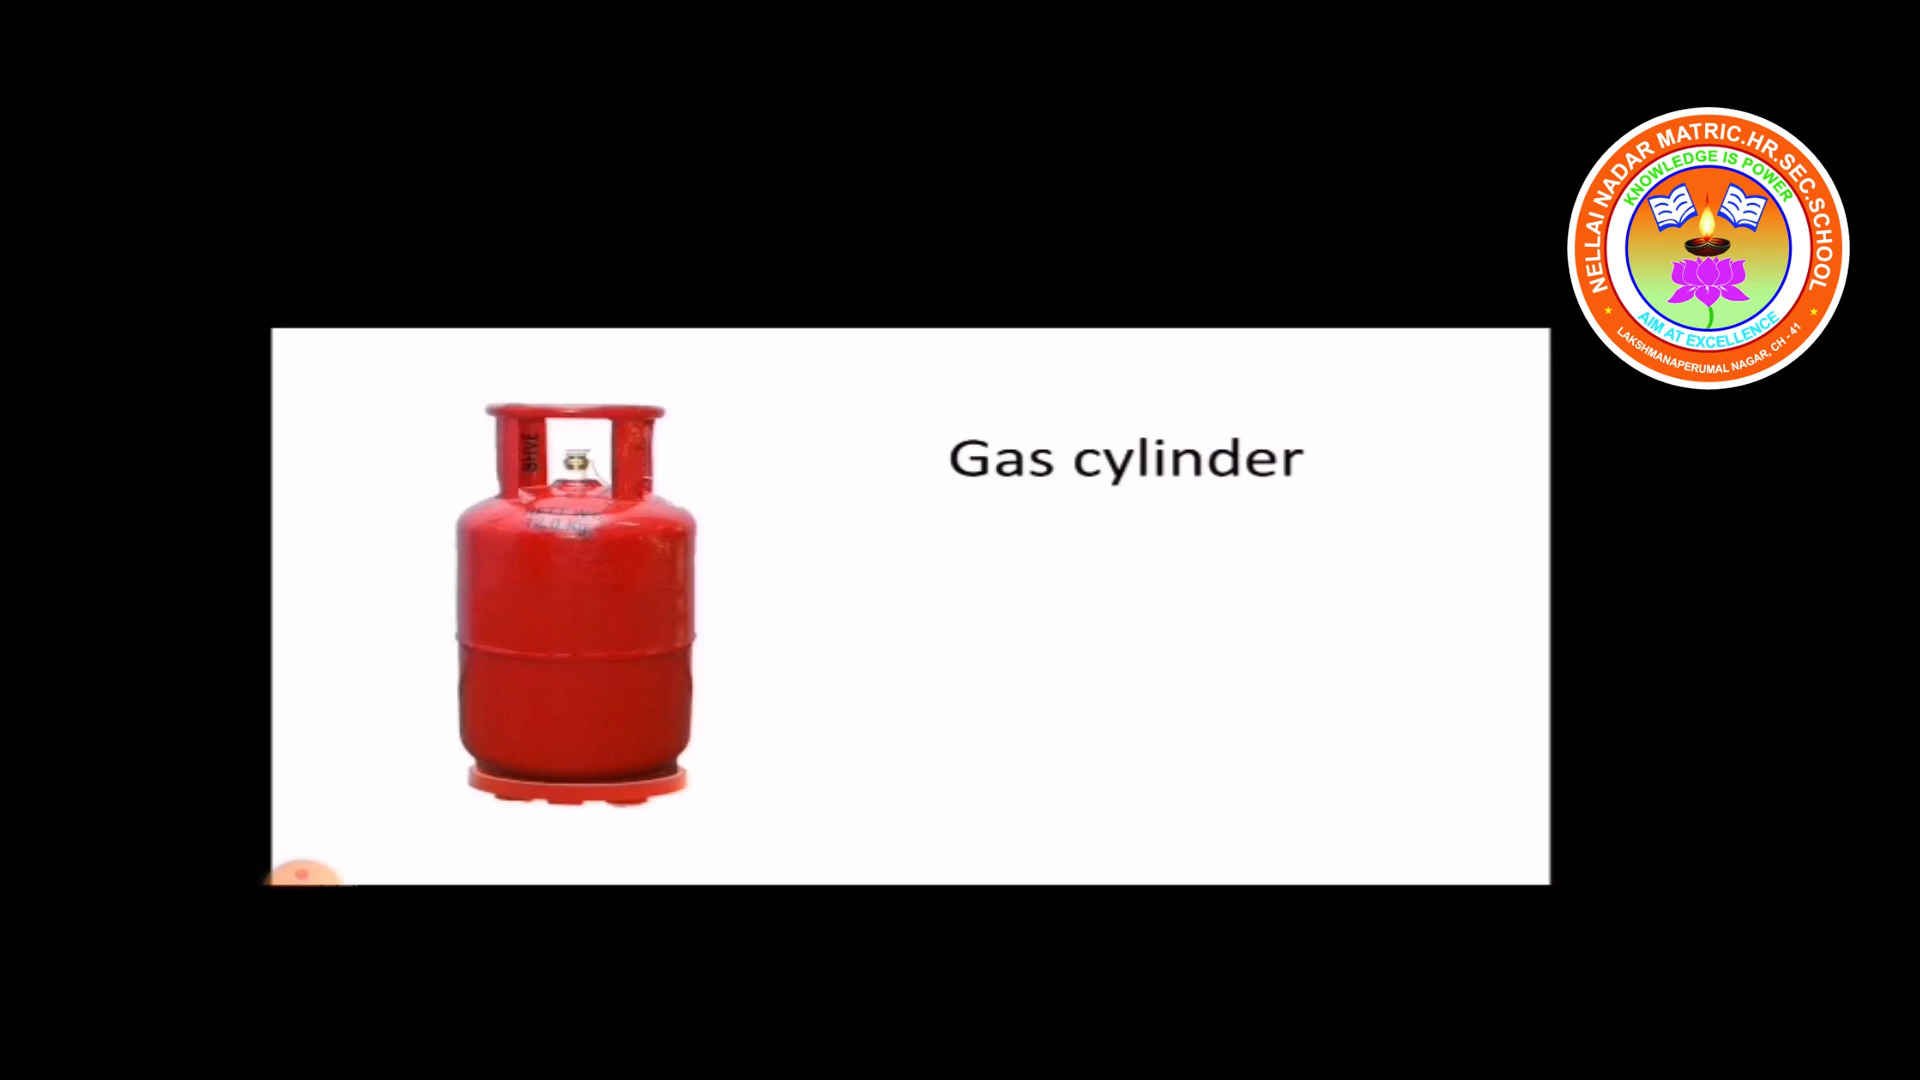 NELLAI NADAR MATRIC.HR.SEC.SCHOOL
KNOWLEDGE IS POWER
AIM AT EXCELLENCE
LAKSHMANAPERUMAL NAGAR, CH - 41
Gas cylinder